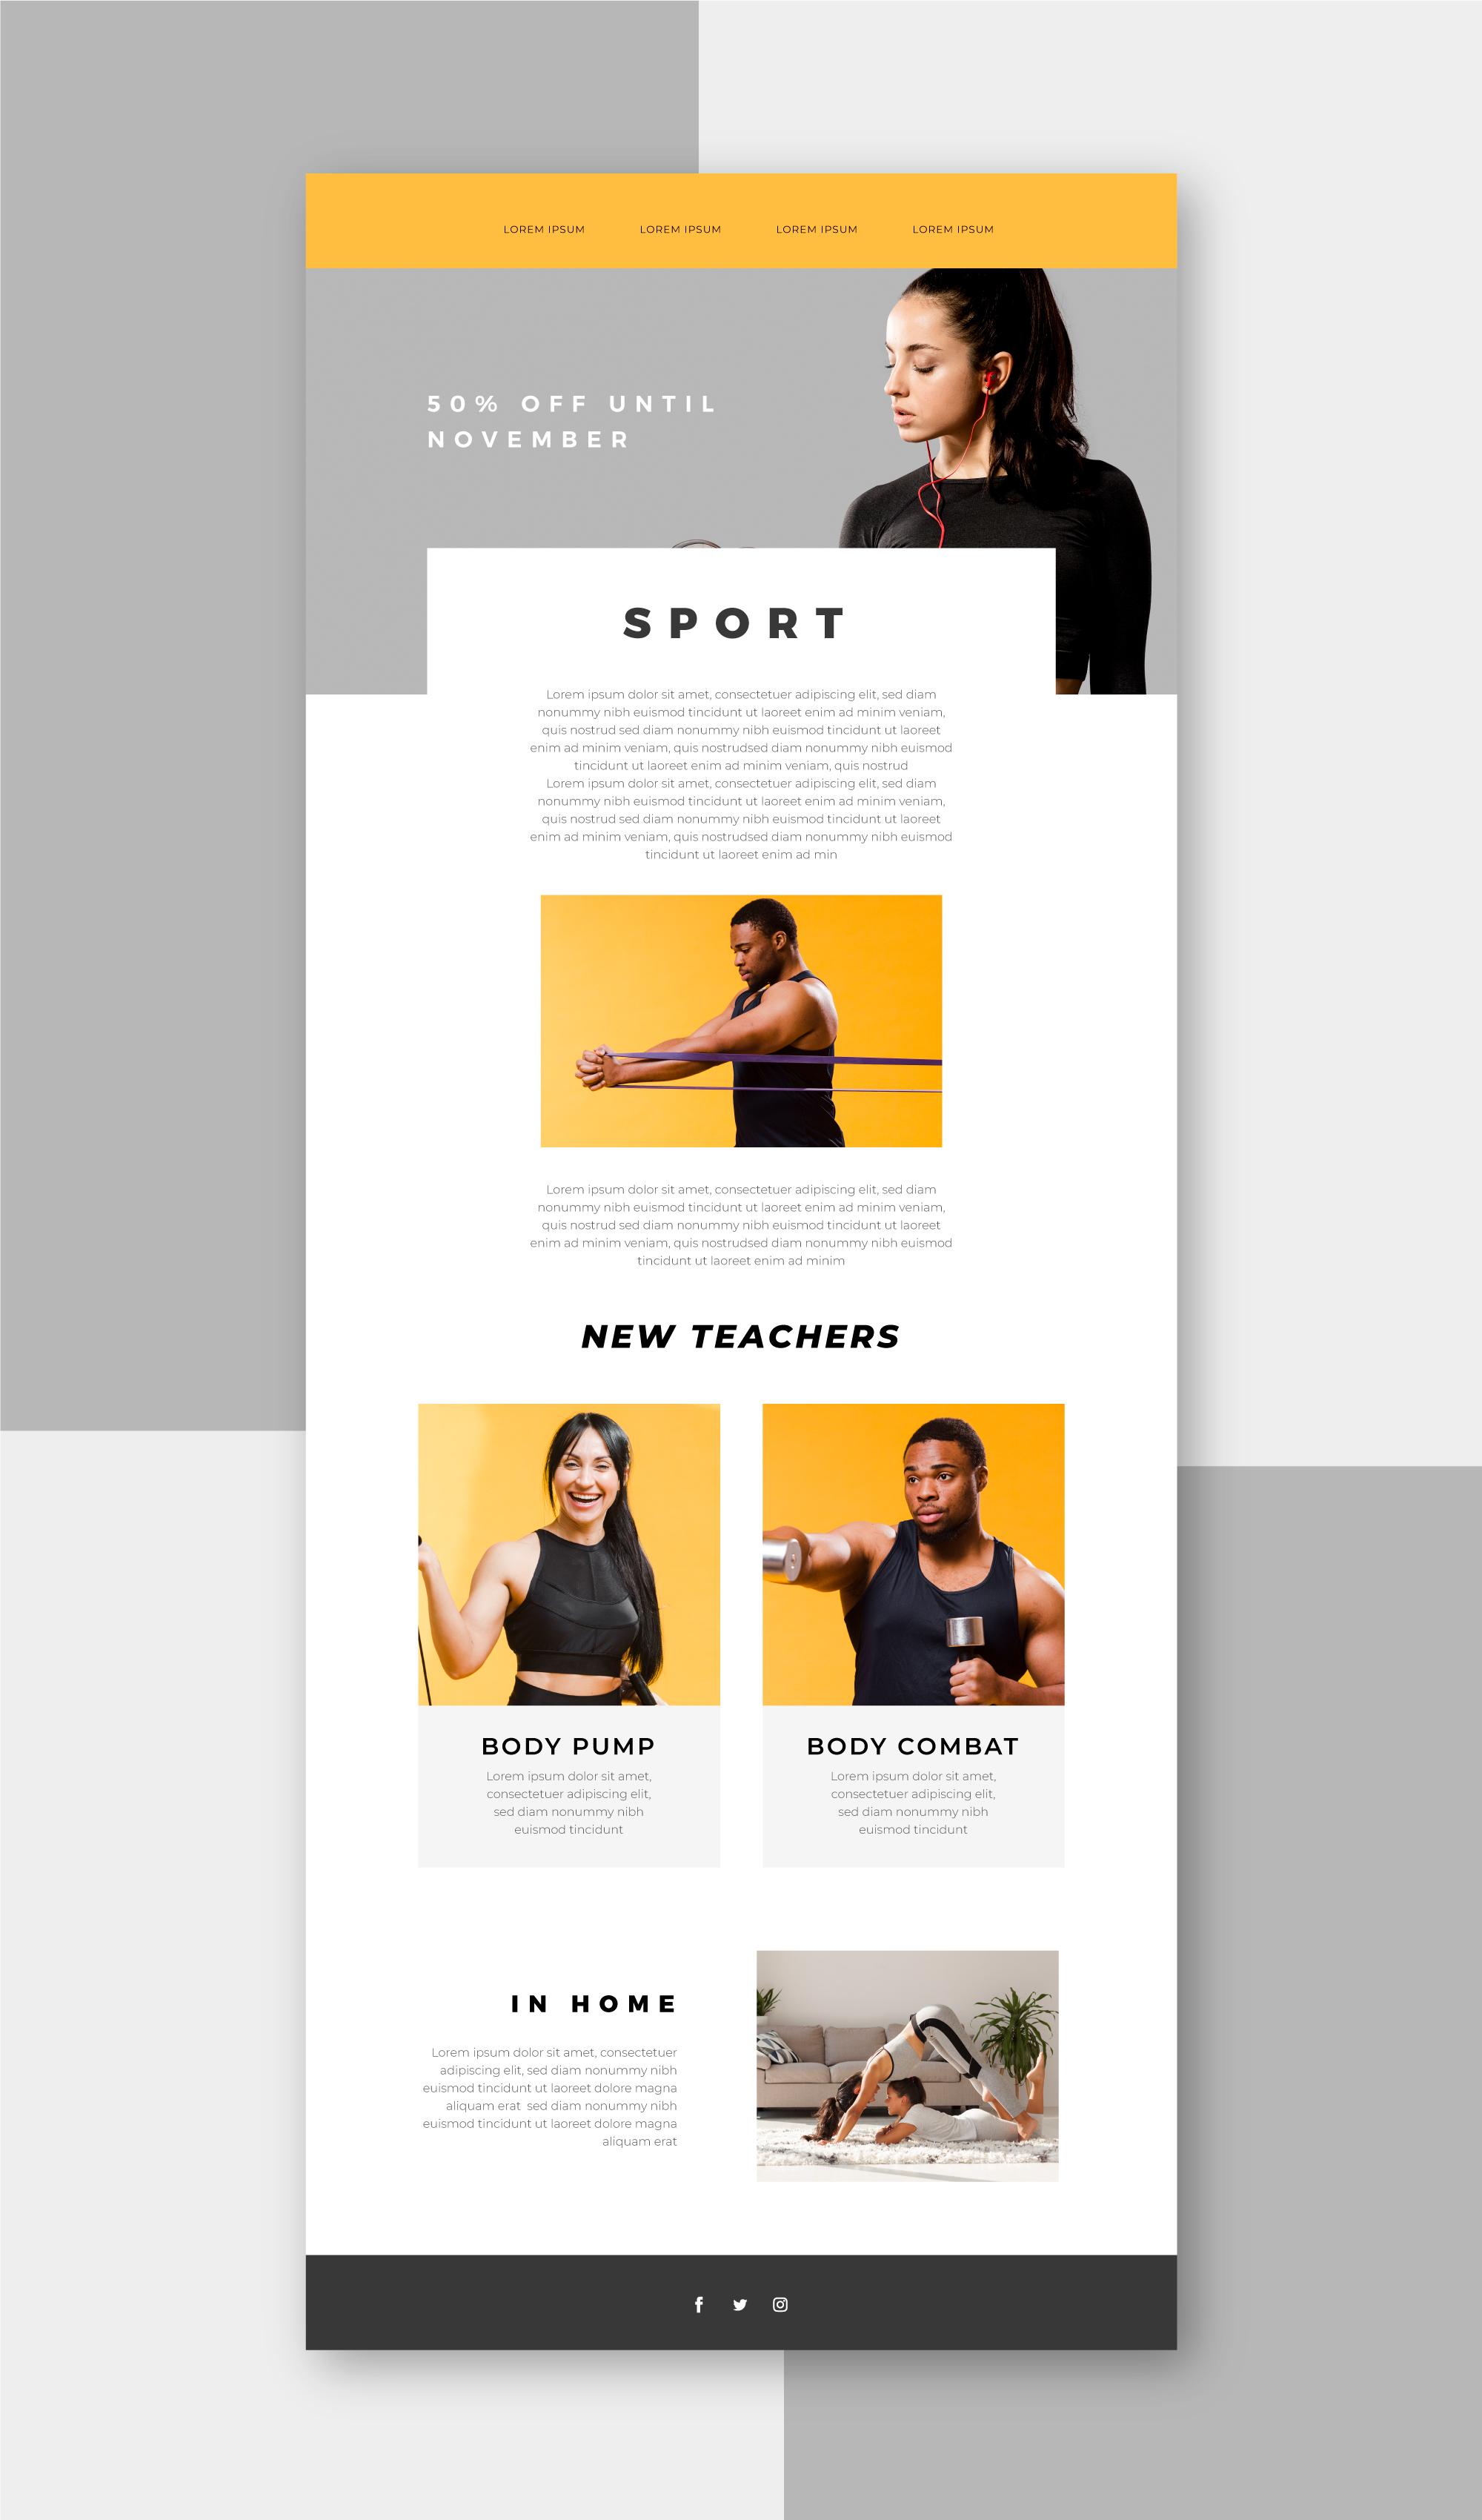 LOREM IPSUM LOREM IPSUM LOREM IPSUM LOREM IPSUM
50% OFF UNTIL
NOVEMBER
SPORT
Lorem ipsum dolor sit amet, consectetuer adipiscing elit, sed diam
nonummy nibh euismod tincidunt ut laoreet enim ad minim veniam,
quis nostrud sed diam nonummy nibh euismod tincidunt ut laoreet
enim ad minim veniam, quis nostrudsed diam nonummy nibh euismod
tincidunt ut laoreet enim ad minim veniam, quis nostrud
Lorem ipsum dolor sit amet, consectetuer adipiscing elit, sed diam
nonummy nibh euismod tincidunt ut laoreet enim ad minim veniam,
quis nostrud sed diam nonummy nibh euismod tincidunt ut laoreet
enim ad minim veniam, quis nostrudsed diam nonummy nibh euismod
tincidunt ut laoreet enim ad min
Lorem ipsum dolor sit amet, consectetuer adipiscing elit, sed diam
nonummy nibh euismod tincidunt ut laoreet enim ad minim veniam,
quis nostrud sed diam nonummy nibh euismod tincidunt ut laoreet
enim ad minim veniam, quis nostrudsed diam nonummy nibh euismod
tincidunt ut laoreet enim ad minim
NEW TEACHERS
BODY PUMP
Lorem ipsum dolor sit amet,
consectetuer adipiscing elit,
sed diam nonummy nibh
euismod tincidunt
BODY COMBAT
Lorem ipsum dolor sit amet,
consectetuer adipiscing elit,
sed diam nonummy nibh
euismod tincidunt
IN HOME
Lorem ipsum dolor sit amet, consectetuer
adipiscing elit, sed diam nonummy nibh
euismod tincidunt ut laoreet dolore magna
aliquam erat sed diam nonummy nibh
euismod tincidunt ut laoreet dolore magna
aliquam erat